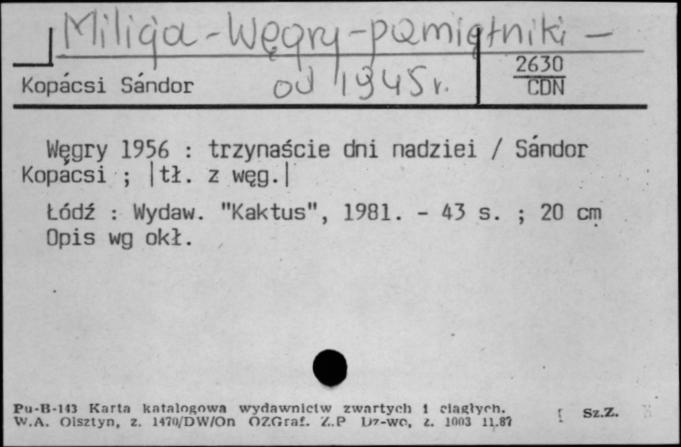 Milicja - Węgry - pamiętniki -
od 1945 r.
Kopácsi Sándor
2630
CDN
Węgry 1956 : trzynaście dni nadziei / Sándor
Kopácsi ; |tł. z węg.|
Łódź : Wydaw. "Kaktus", 1981. - 43 s. ; 20 cm
Opis wg okł.
Pu-B-143 Karta katalogowa wydawnictw zwartych i ciągłych.
W.A. Olsztyn, z. 1470/DW/On OZGraf. Z.P Dz-wo, z. 1003 11.87
Sz.Z.